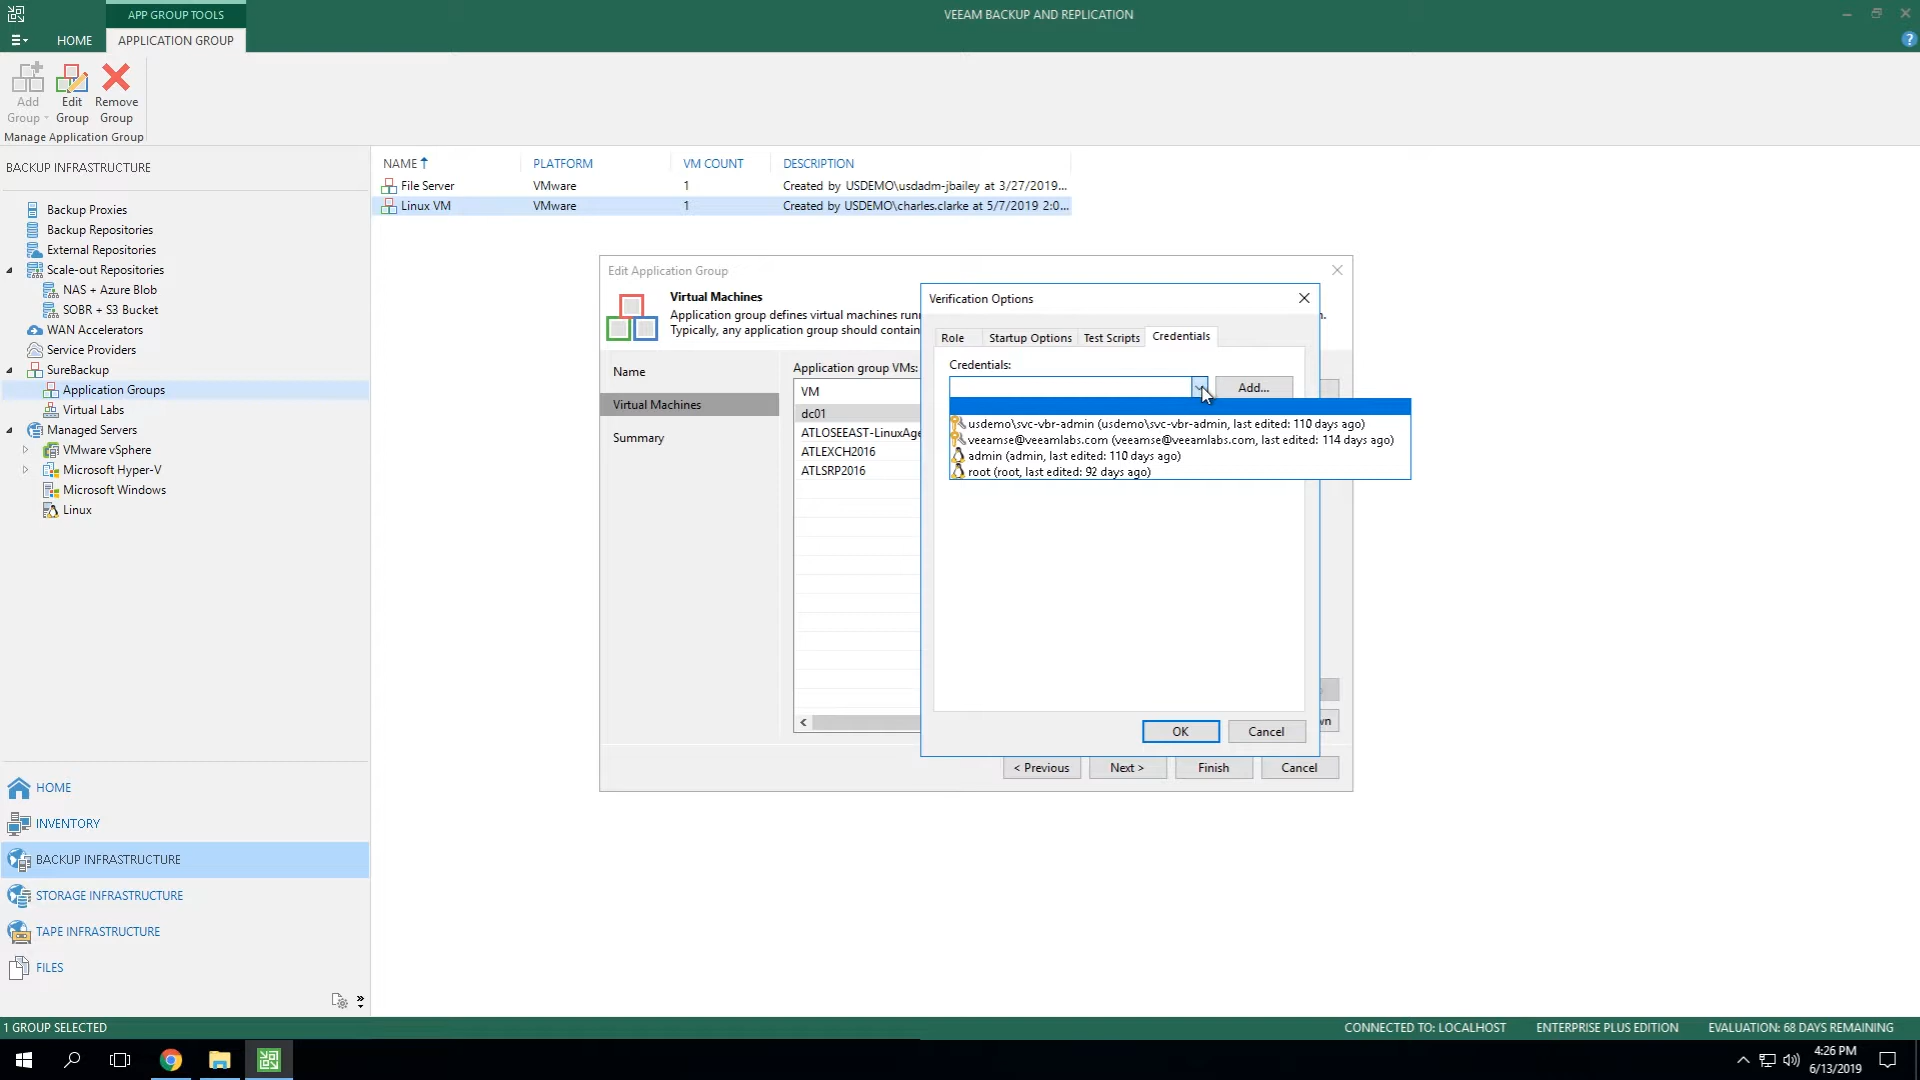 APP GROUP TOOLS
VEEAM BACKUP AND REPLICATION
HOME
APPLICATION GROUP
Add Group
Edit Group
Remove Group
Manage Application Group
BACKUP INFRASTRUCTURE
Backup Proxies
Backup Repositories
External Repositories
Scale-out Repositories
NAS + Azure Blob
SOBR + S3 Bucket
WAN Accelerators
Service Providers
SureBackup
Application Groups
Virtual Labs
Managed Servers
VMware vSphere
Microsoft Hyper-V
Microsoft Windows
Linux
HOME
INVENTORY
BACKUP INFRASTRUCTURE
STORAGE INFRASTRUCTURE
TAPE INFRASTRUCTURE
FILES
NAME PLATFORM VM COUNT DESCRIPTION
File Server VMware 1 Created by USDEMO\usdadm-jbailey at 3/27/2019...
Linux VM VMware 1 Created by USDEMO\charles.clarke at 5/7/2019 2:0...
Edit Application Group
Virtual Machines
Application group defines virtual machines run
Typically, any application group should contain
Name
Virtual Machines
Summary
Application group VMs:
VM
dc01
ATLOSEEAST-LinuxAge
ATLEXCH2016
ATLSRP2016
Verification Options
Role Startup Options Test Scripts Credentials
Credentials:
Add...
usdemo\svc-vbr-admin (usdemo\svc-vbr-admin, last edited: 110 days ago)
veeamse@veeamlabs.com (veeamse@veeamlabs.com, last edited: 114 days ago)
admin (admin, last edited: 110 days ago)
root (root, last edited: 92 days ago)
OK Cancel
wn
< Previous Next > Finish Cancel
1 GROUP SELECTED
CONNECTED TO: LOCALHOST ENTERPRISE PLUS EDITION EVALUATION: 68 DAYS REMAINING
4:26 PM
6/13/2019